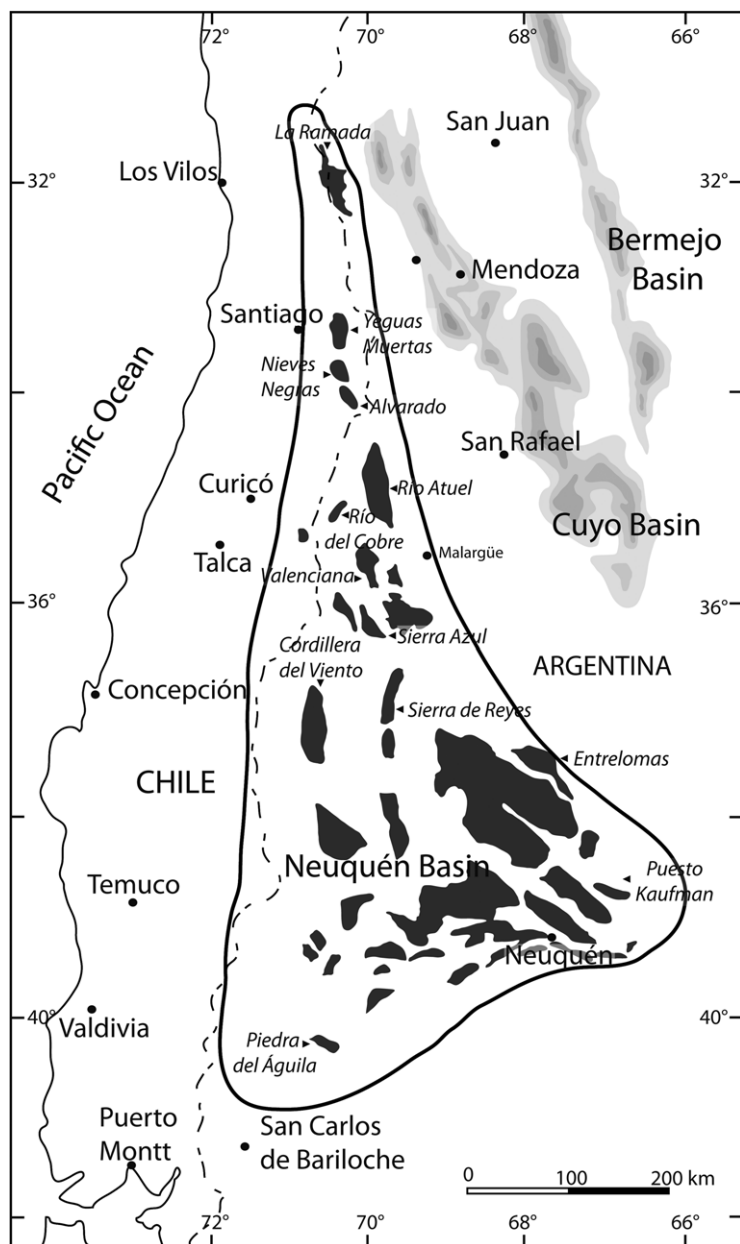 72°
70°
68°
66°
La Ramada
San Juan
Los Vilos
32°
32°
Bermejo
Basin
Mendoza
Santiago
Yeguas
Muertas
Nieves
Negras
Alvarado
Pacific Ocean
San Rafael
Curicó
Río Atuel
Río
del Cobre
Cuyo Basin
Talca
Malargüe
Valenciana
36°
36°
Cordillera
del Viento
Sierra Azul
ARGENTINA
Concepción
Sierra de Reyes
Entrelomas
CHILE
Neuquén Basin
Puesto
Kaufman
Temuco
Neuquén
40°
40°
Valdivia
Piedra
del Águila
Puerto
Montt
San Carlos
de Bariloche
0 100 200 km
72°
70°
68°
66°